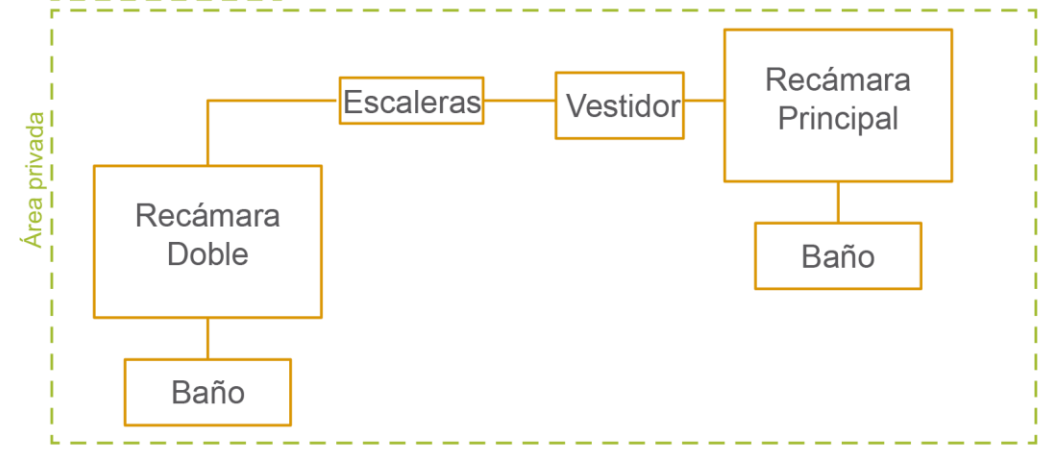 Área privada
Escaleras
Vestidor
Recámara
Principal
Baño
Recámara
Doble
Baño